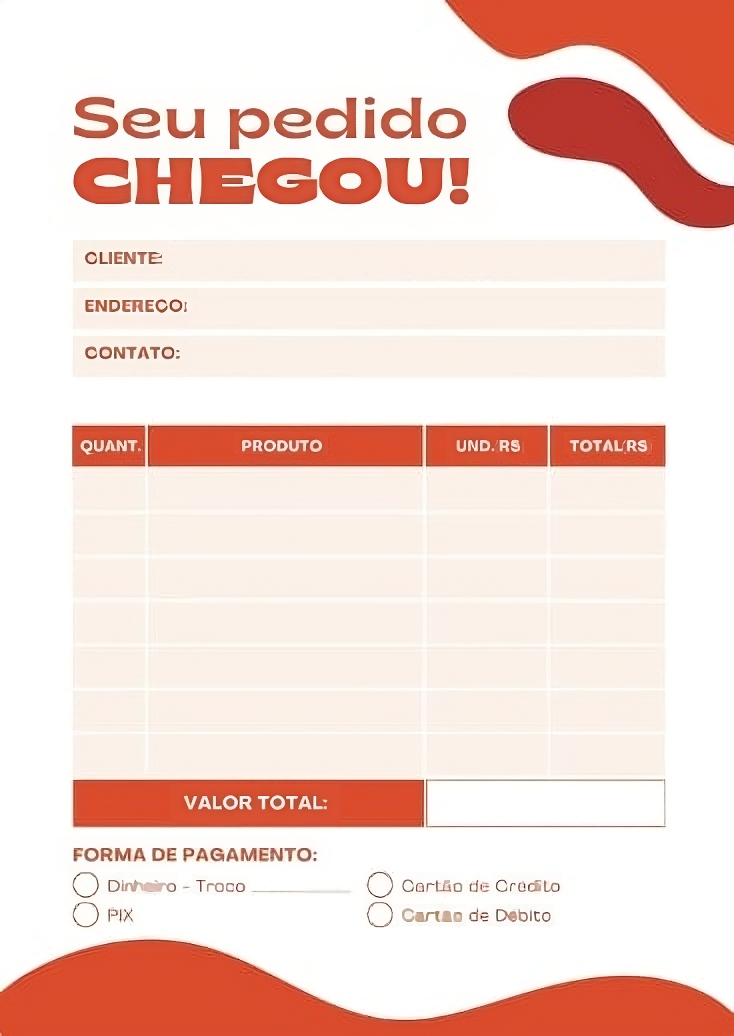 Seu pedido
CHEGOU!
CLIENTE:
ENDEREÇO:
CONTATO:
QUANT. PRODUTO UND./RS TOTAL/RS
VALOR TOTAL:
FORMA DE PAGAMENTO:
Dinheiro - Troco __________ Cartão de Crédito
PIX Cartão de Débito